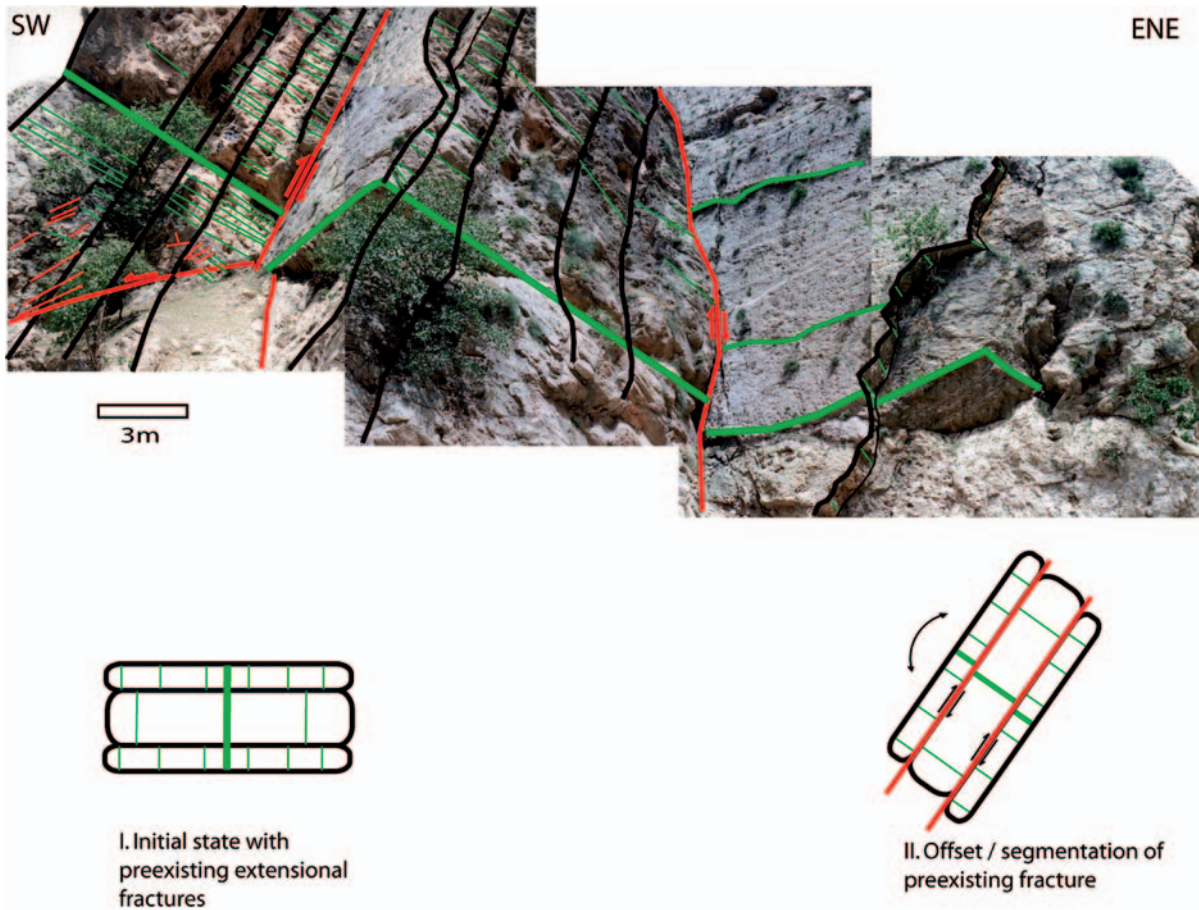 SW
ENE
3m
I. Initial state with
preexisting extensional
fractures
II. Offset / segmentation of
preexisting fracture